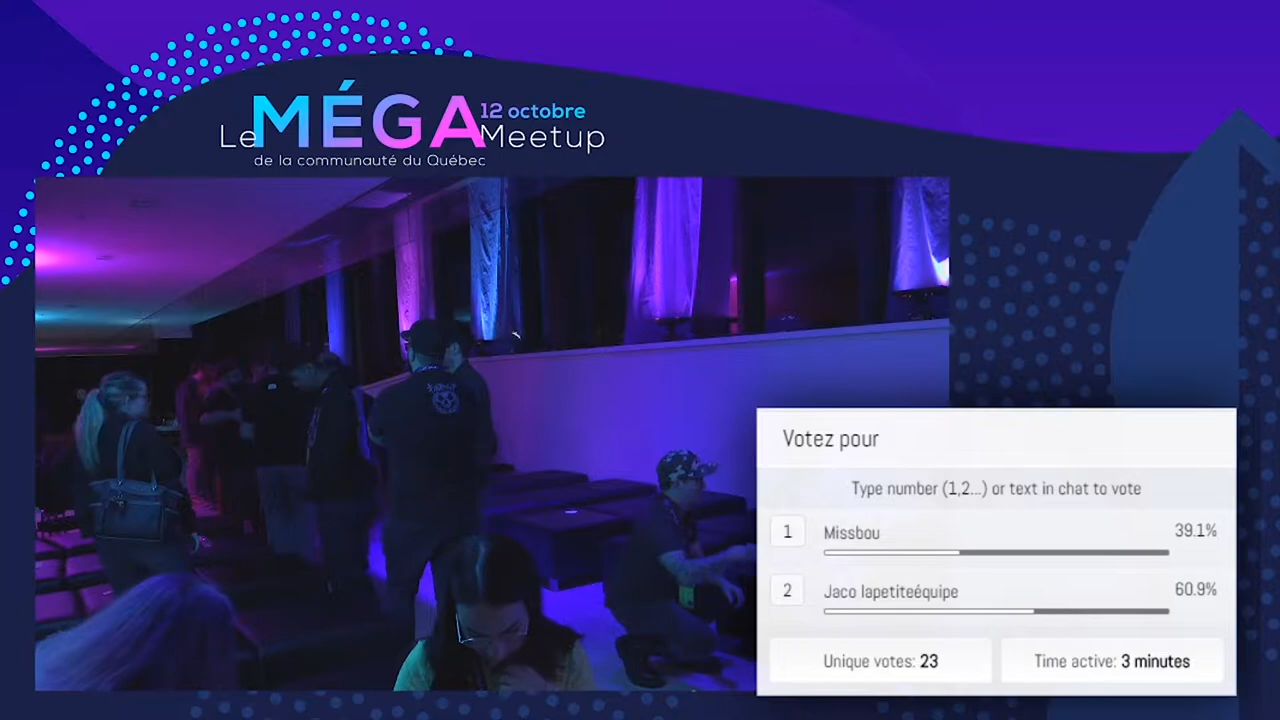 12 octobre
Le MÉGA Meetup
de la communauté du Québec
Votez pour
Type number (1,2...) or text in chat to vote
1 Missbou 39.1%
2 Jaco lapetiteéquipe 60.9%
Unique votes: 23 Time active: 3 minutes